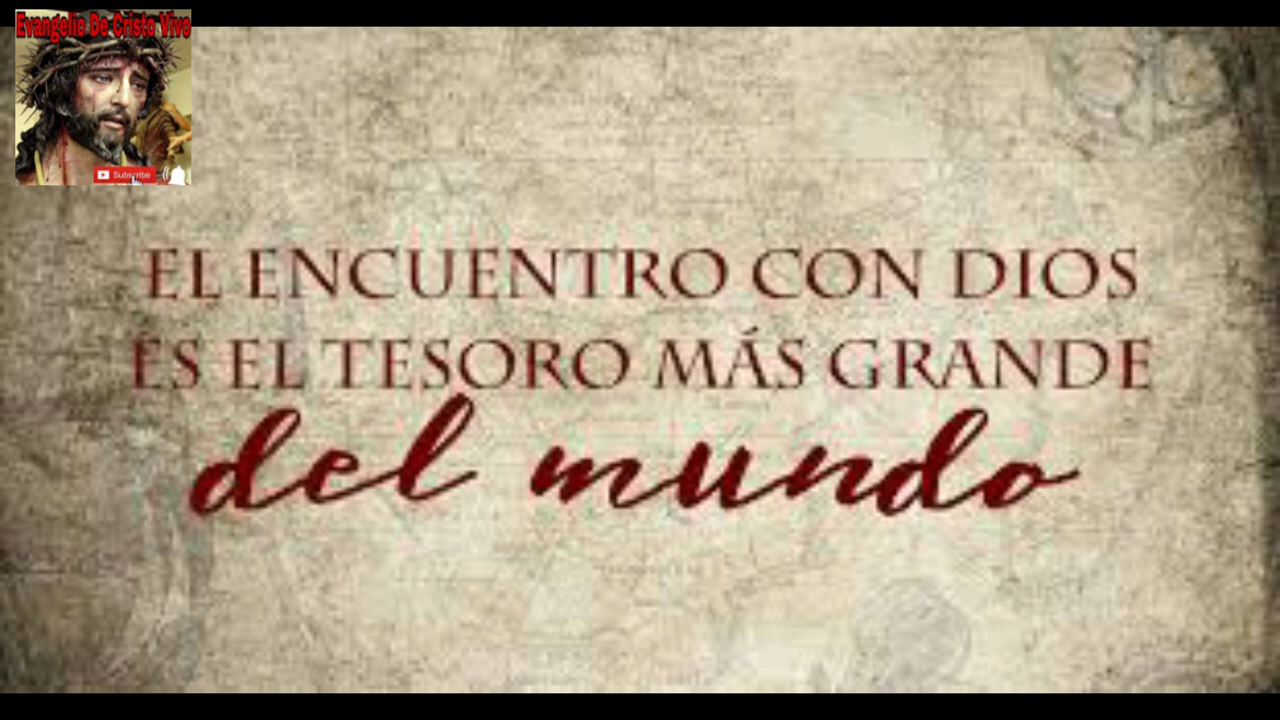 Evangelio De Cristo Vivo
Subscribe
EL ENCUENTRO CON DIOS
ES EL TESORO MÁS GRANDE
del mundo